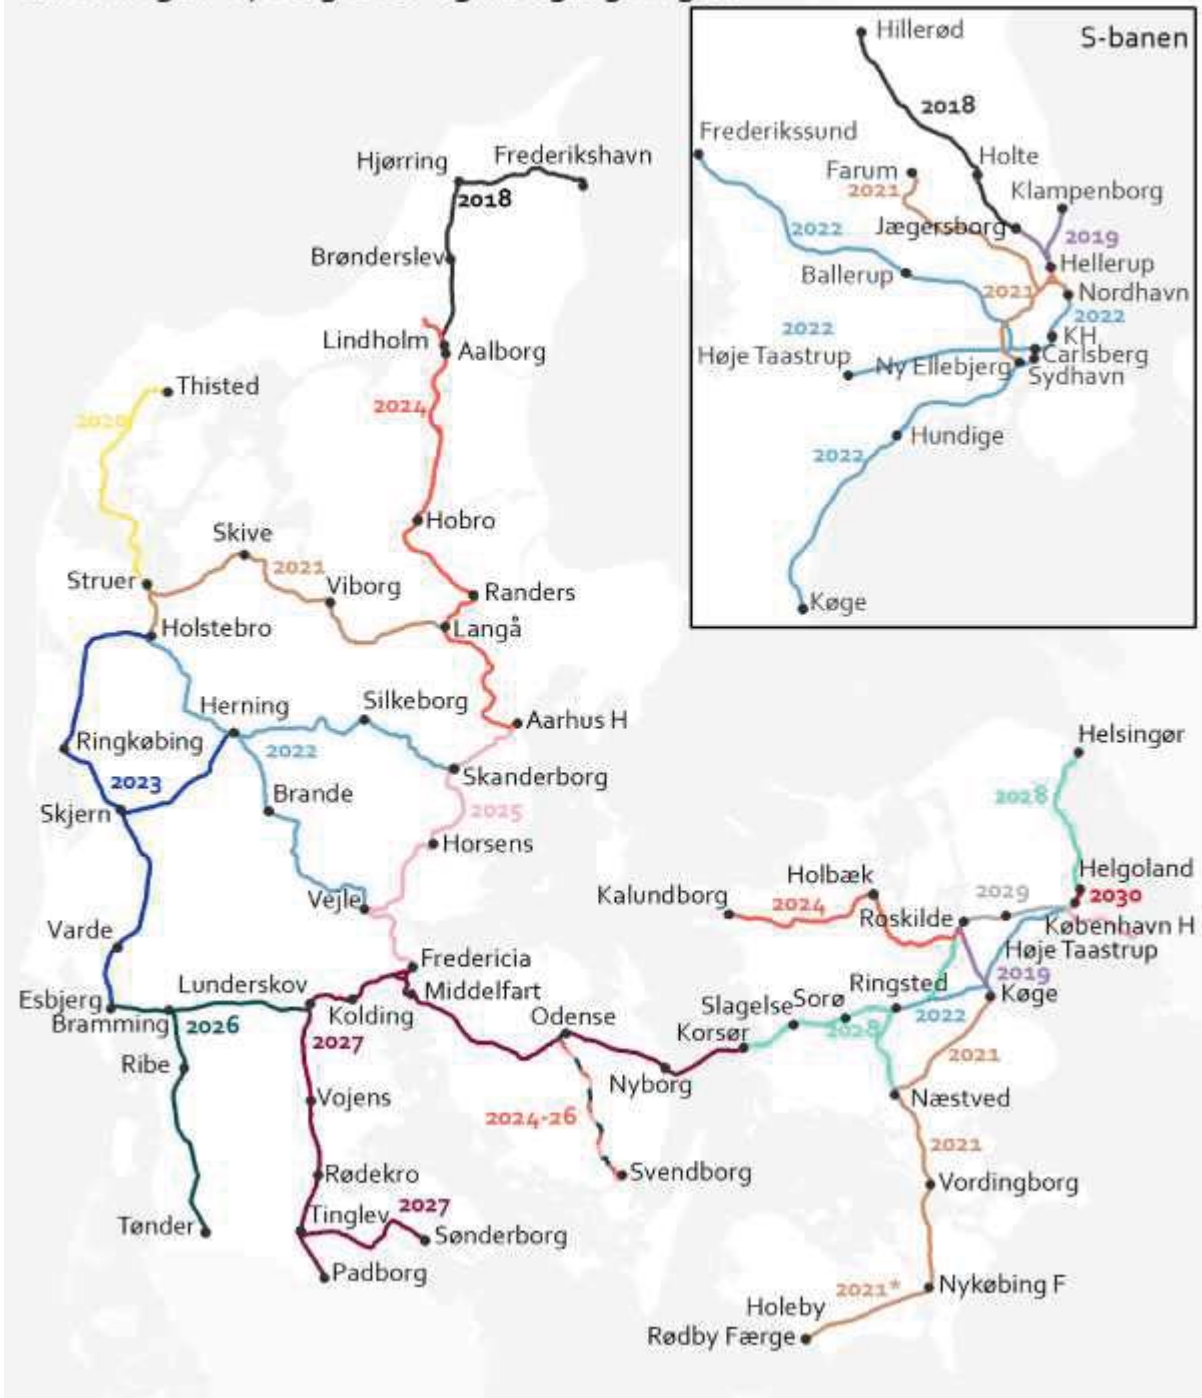 S-banen
Hillerød
2018
Frederikssund
Holte
Farum
Klampenborg
2021
Jægersborg
2022
2019
Hellerup
Ballerup
2021
Nordhavn
2022
2022
KH
Høje Taastrup
Ny Ellebjerg
Carlsberg
Sydhavn
Hundige
2022
Køge
Hjørring
Frederikshavn
2018
Brønderslev
Lindholm
Aalborg
Thisted
2024
2020
Hobro
Skive
2021
Struer
Viborg
Randers
Holstebro
Langå
Herning
Silkeborg
Aarhus H
Ringkøbing
2022
Skanderborg
2023
Brande
2025
Skjern
Horsens
Vejle
Varde
Fredericia
Lunderskov
Middelfart
Esbjerg
Kolding
Bramming
2026
2027
Ribe
Vojens
Rødekro
Tønder
Tinglev
2027
Sønderborg
Padborg
Odense
Nyborg
2024-26
Svendborg
Helsingør
2028
Helgoland
Holbæk
Kalundborg
2024
2029
2030
Roskilde
København H
Høje Taastrup
2019
Ringsted
Køge
Slagelse
Sorø
2022
Korsør
2028
2021
Næstved
2021
Vordingborg
2021*
Nykøbing F
Holeby
Rødby Færge